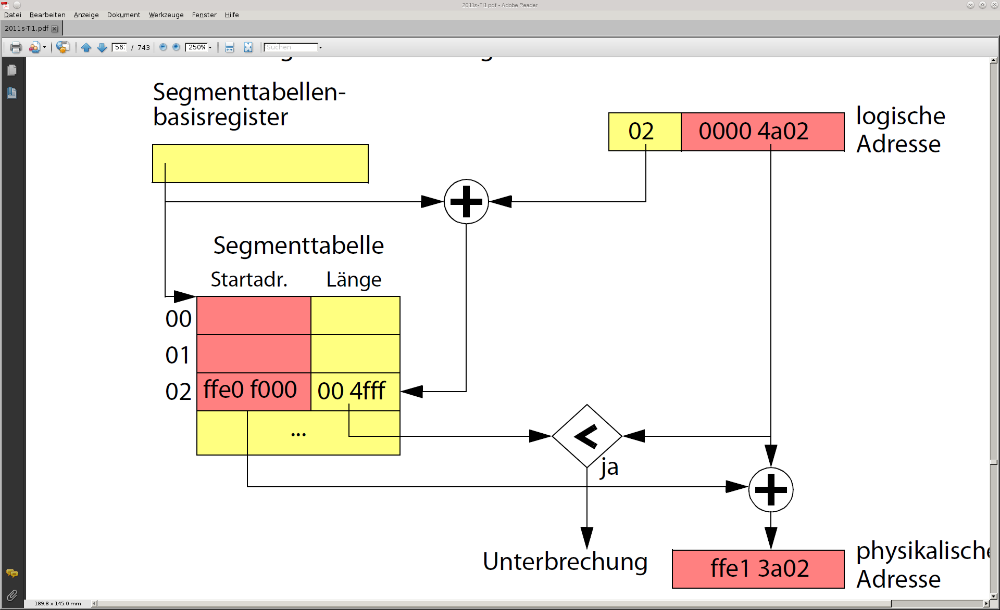 2011s-TI1.pdf - Adobe Reader
Datei Bearbeiten Anzeige Dokument Werkzeuge Fenster Hilfe
2011s-TI1.pdf
56 / 743 250% Suchen
Segmenttabellen-
basisregister
02 0000 4a02
logische
Adresse
Segmenttabelle
Startadr. Länge
00
01
02 ffe0 f000 00 4fff
...
<
ja
Unterbrechung
ffe1 3a02
physikalische
Adresse
189.8 x 145.0 mm